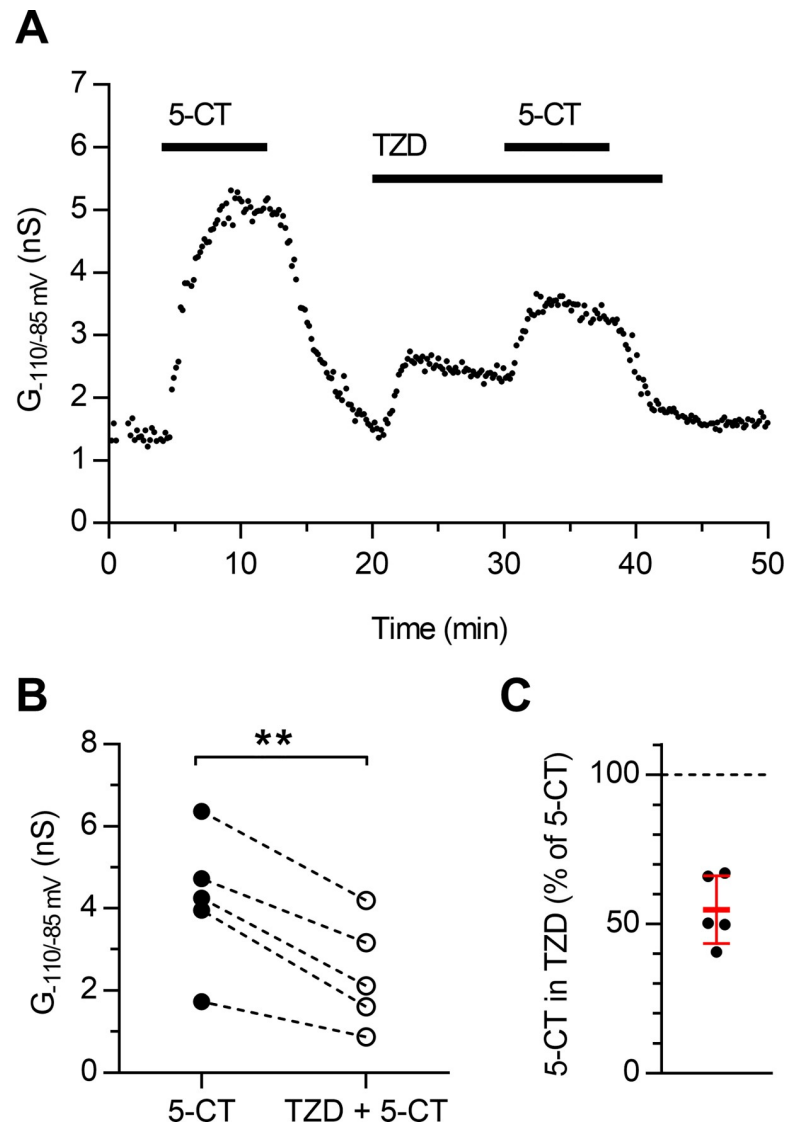 A
7
6
5
4
3
2
1
0
G-110/-85 mV (nS)
5-CT
TZD
5-CT
0
10
20
30
40
50
Time (min)
B
8
6
4
2
0
G-110/-85 mV (nS)
**
5-CT
TZD + 5-CT
C
100
50
0
5-CT in TZD (% of 5-CT)